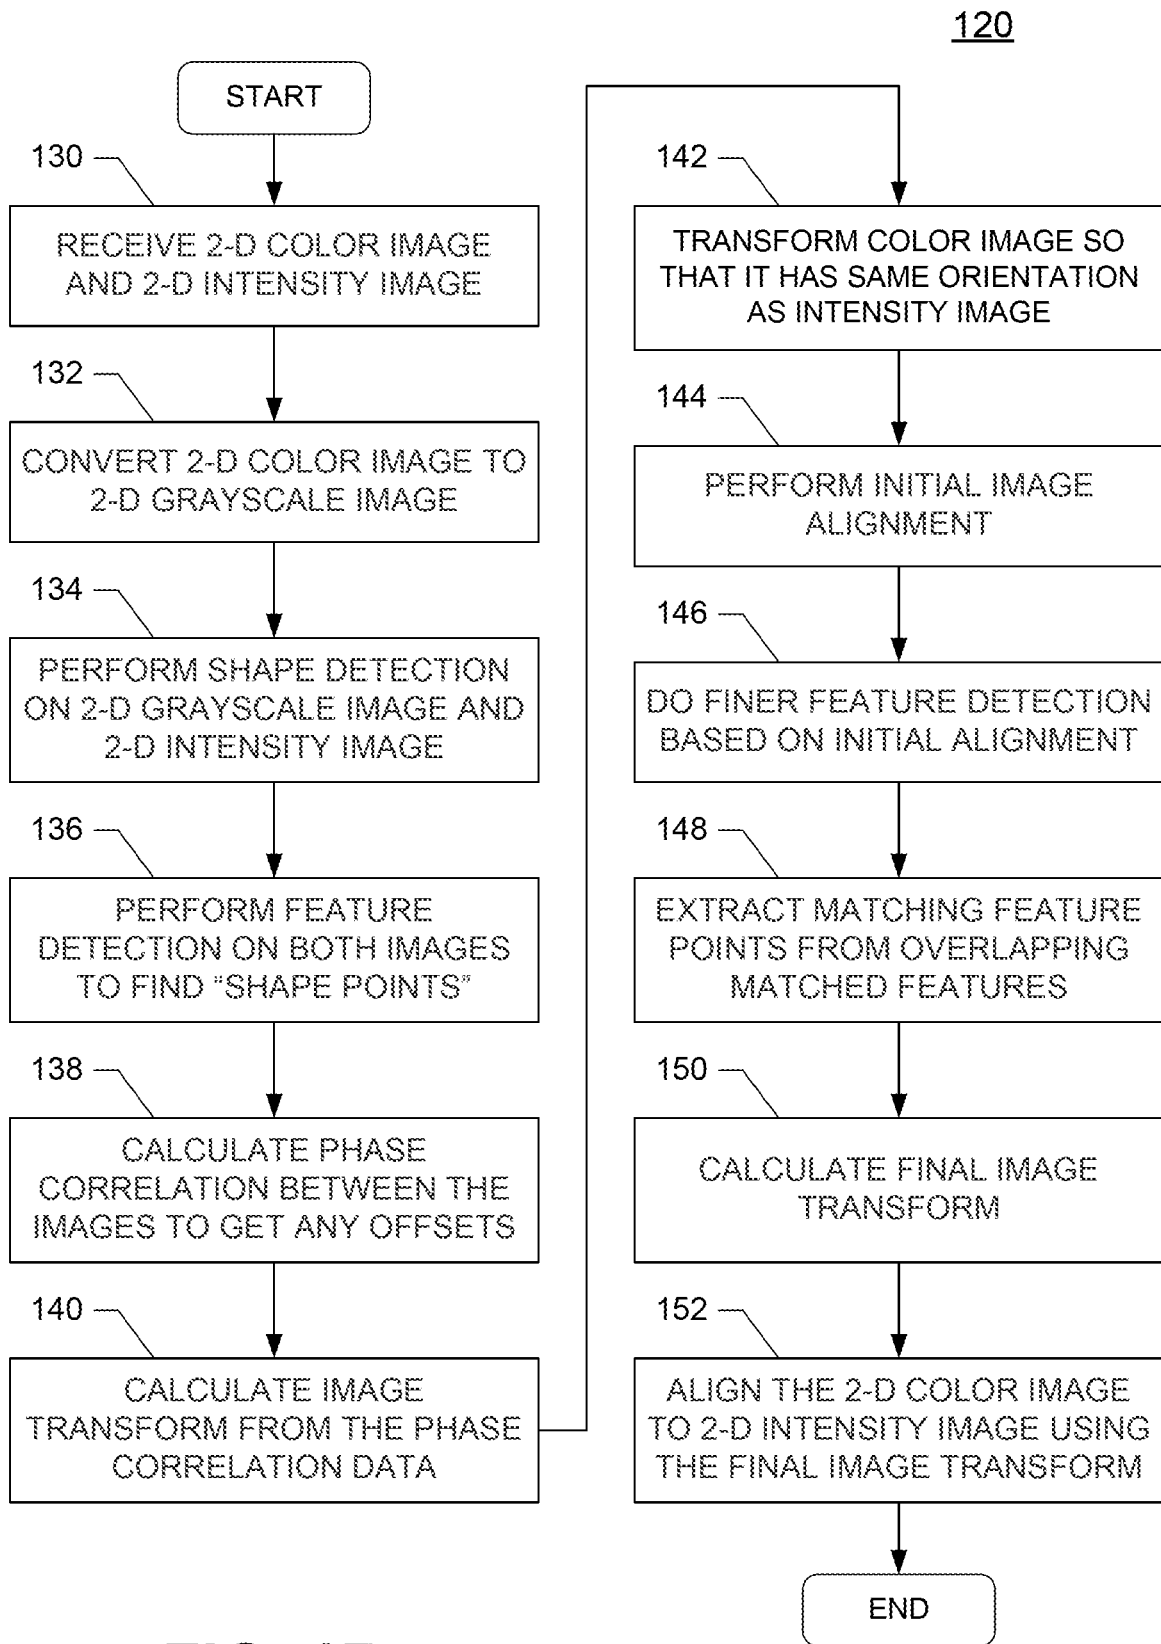 120
START
130
RECEIVE 2-D COLOR IMAGE
AND 2-D INTENSITY IMAGE
132
CONVERT 2-D COLOR IMAGE TO
2-D GRAYSCALE IMAGE
134
PERFORM SHAPE DETECTION
ON 2-D GRAYSCALE IMAGE AND
2-D INTENSITY IMAGE
136
PERFORM FEATURE
DETECTION ON BOTH IMAGES
TO FIND “SHAPE POINTS”
138
CALCULATE PHASE
CORRELATION BETWEEN THE
IMAGES TO GET ANY OFFSETS
140
CALCULATE IMAGE
TRANSFORM FROM THE PHASE
CORRELATION DATA
142
TRANSFORM COLOR IMAGE SO
THAT IT HAS SAME ORIENTATION
AS INTENSITY IMAGE
144
PERFORM INITIAL IMAGE
ALIGNMENT
146
DO FINER FEATURE DETECTION
BASED ON INITIAL ALIGNMENT
148
EXTRACT MATCHING FEATURE
POINTS FROM OVERLAPPING
MATCHED FEATURES
150
CALCULATE FINAL IMAGE
TRANSFORM
152
ALIGN THE 2-D COLOR IMAGE
TO 2-D INTENSITY IMAGE USING
THE FINAL IMAGE TRANSFORM
END